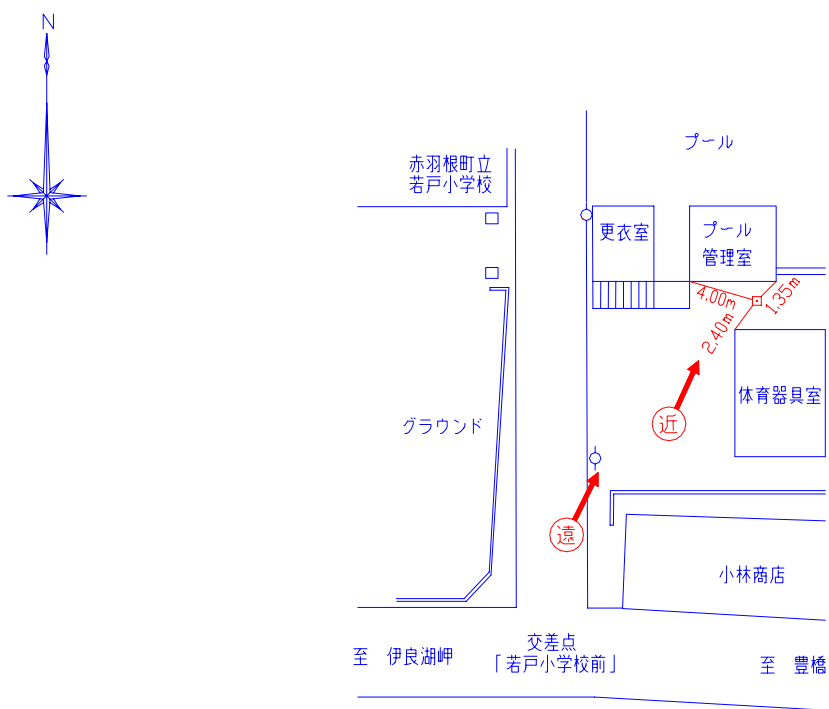 N
プール
赤羽根町立
若戸小学校
更衣室
プール
管理室
4.00m
1.35m
2.40m
体育器具室
近
グラウンド
遠
小林商店
交差点
「若戸小学校前」
至 伊良湖岬
至 豊橋